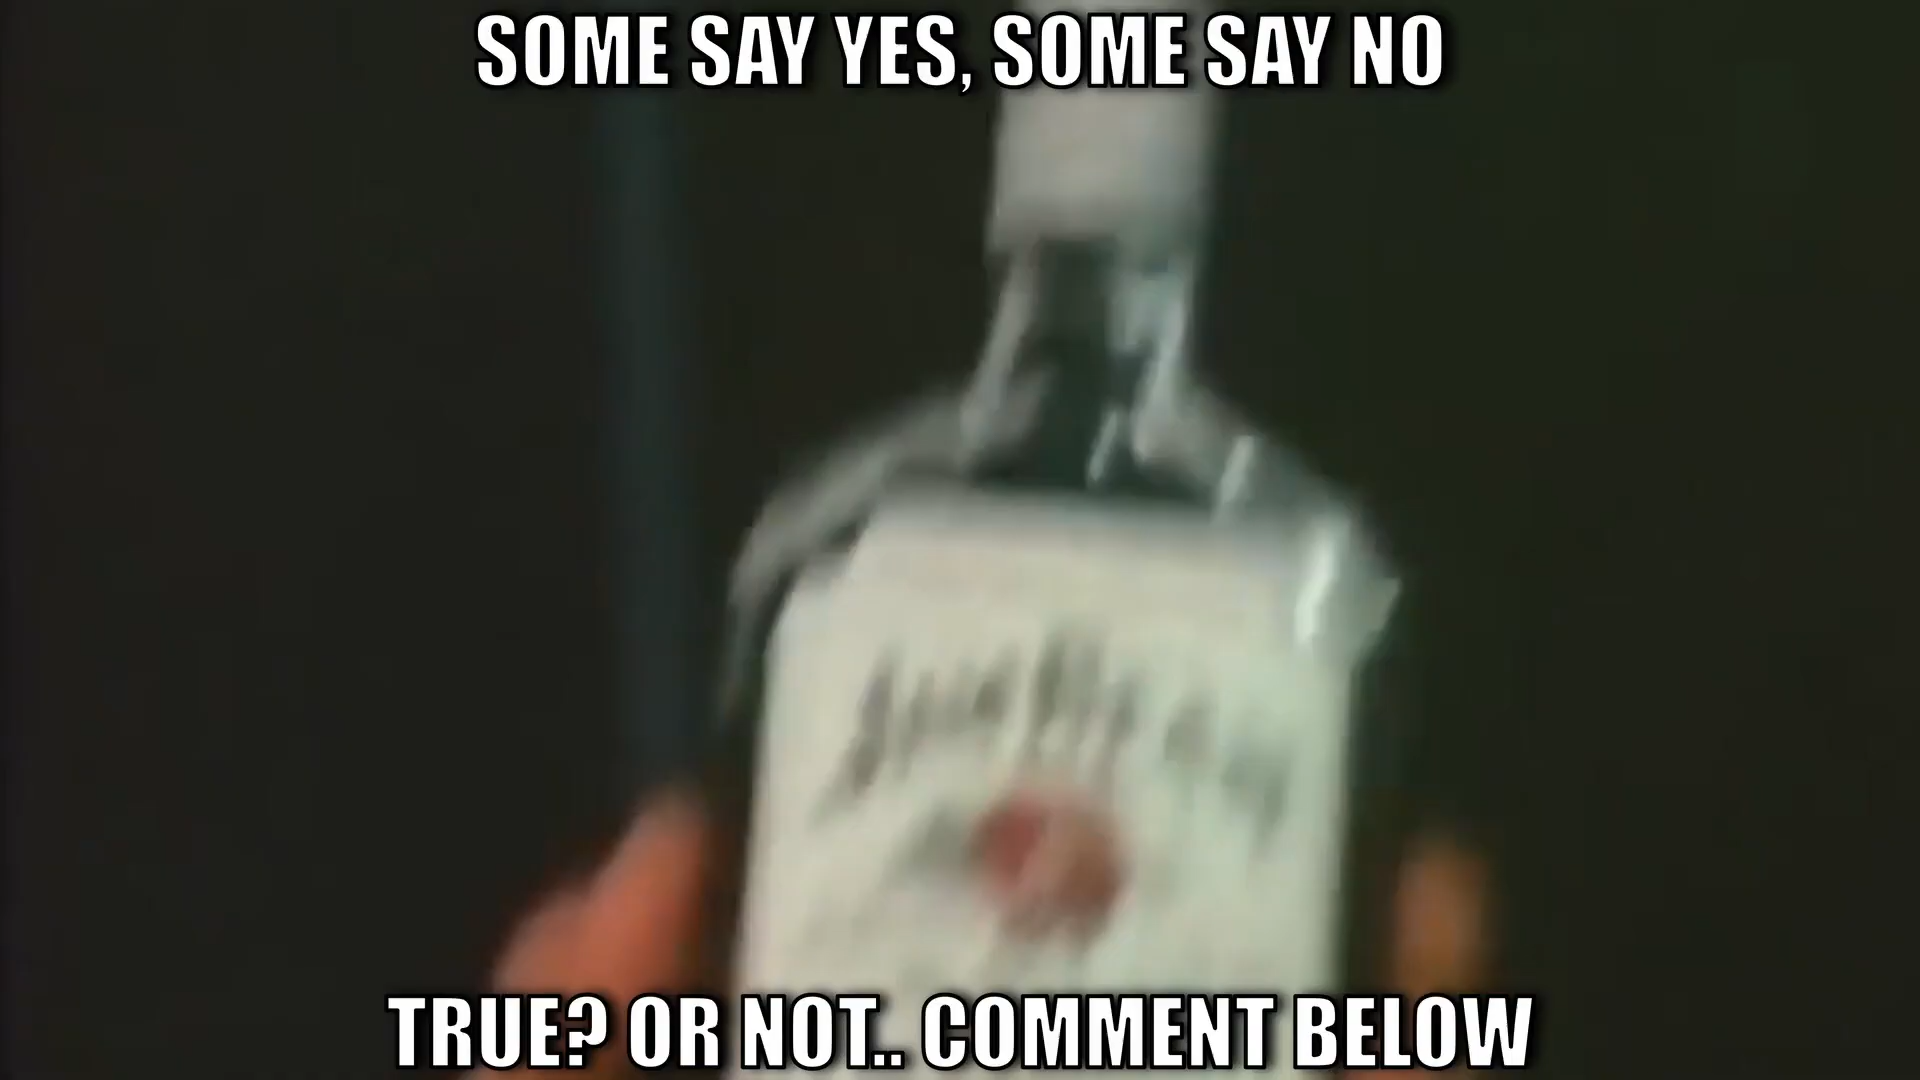 SOME SAY YES, SOME SAY NO
TRUE? OR NOT.. COMMENT BELOW